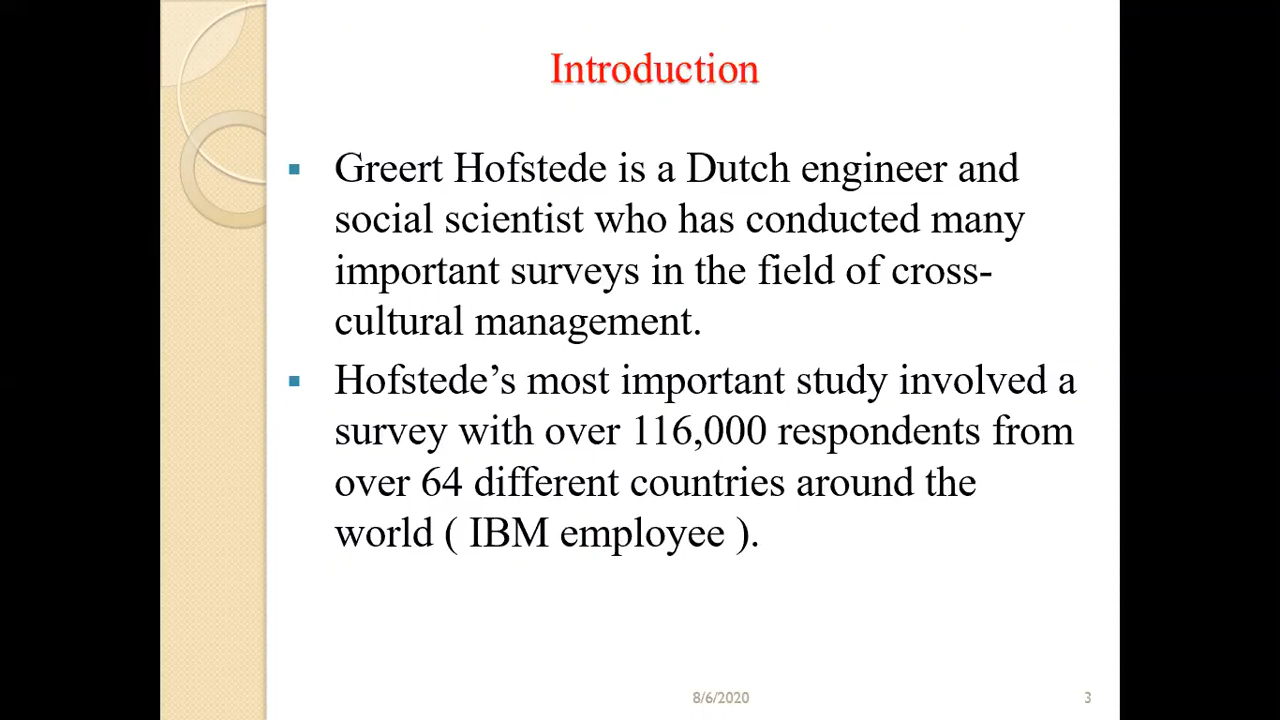 Introduction
▪ Greert Hofstede is a Dutch engineer and
social scientist who has conducted many
important surveys in the field of cross-
cultural management.
▪ Hofstede’s most important study involved a
survey with over 116,000 respondents from
over 64 different countries around the
world ( IBM employee ).
8/6/2020
3